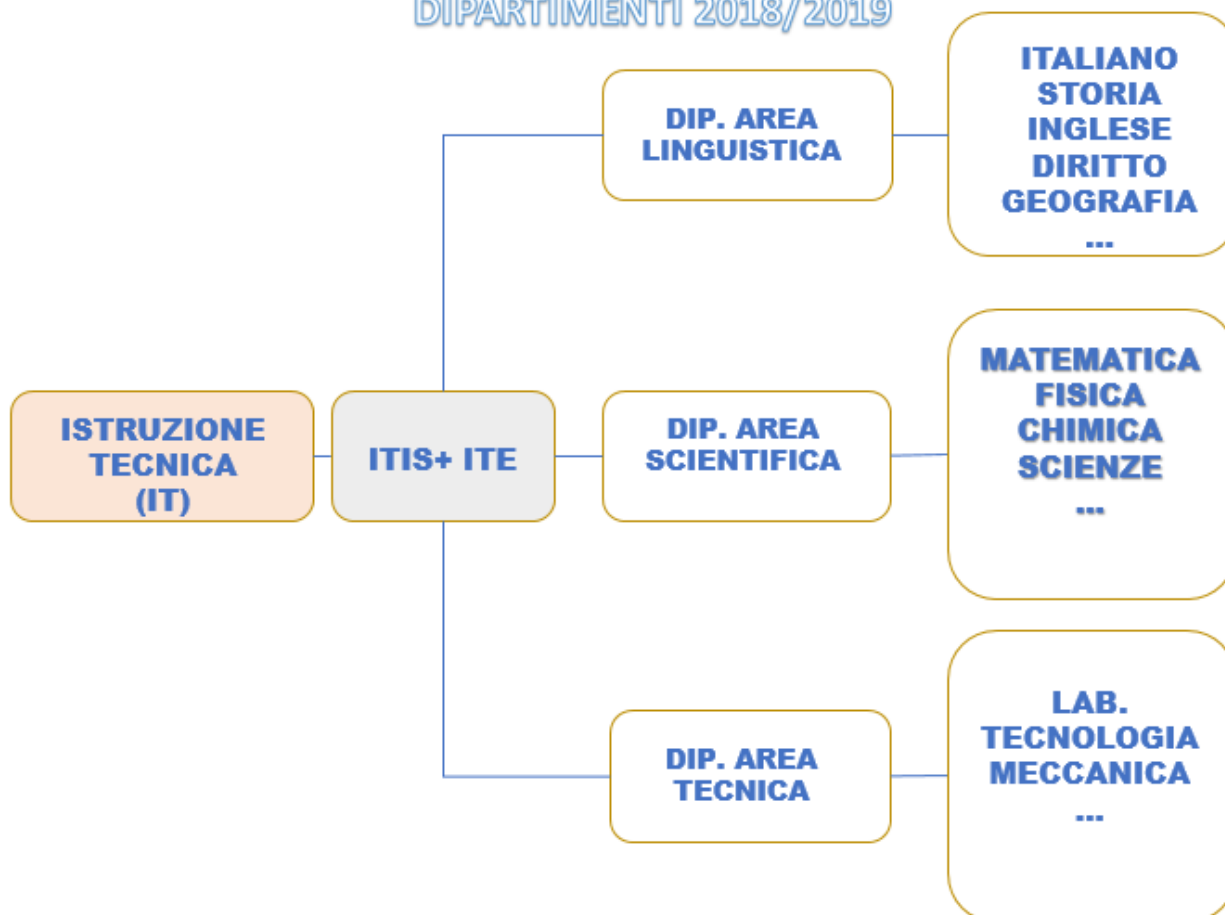 DIPARTIMENTI 2018/2019
ISTRUZIONE
TECNICA
(IT)
ITIS+ ITE
DIP. AREA
LINGUISTICA
ITALIANO
STORIA
INGLESE
DIRITTO
GEOGRAFIA
...
DIP. AREA
SCIENTIFICA
MATEMATICA
FISICA
CHIMICA
SCIENZE
...
DIP. AREA
TECNICA
LAB.
TECNOLOGIA
MECCANICA
...